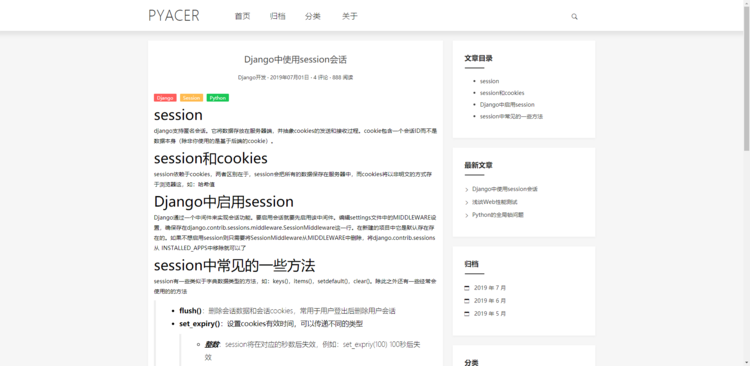 PYACER 首页 归档 分类 关于
Django中使用session会话
Django开发 - 2019年07月01日 - 4 评论 - 888 阅读
Django Session Python
session
django支持匿名会话。它将数据存放在服务器端，并抽象cookies的发送和接收过程。cookie包含一个会话ID而不是
数据本身（除非你使用的是基于后端的cookie）。
session和cookies
session依赖于cookies，两者区别在于，session会把所有的数据保存在服务器中，而cookies将以非明文的方式存
于浏览器这，如：哈希值
Django中启用session
Django通过一个中间件来实现会话功能。要启用会话就要先启用该中间件。编辑settings文件中的MIDDLEWARE设
置，确保存在django.contrib.sessions.middleware.SessionMiddleware这一行。在新建的项目中它是默认存在存
在的。如果不想启用session则只需要将SessionMiddleware从MIDDLEWARE中删除，将django.contrib.sessions
从 INSTALLED_APPS中移除就可以了
session中常见的一些方法
session有一些类似于字典数据类型的方法，如：keys()、items()、setdefault()、clear()。除此之外还有一些经常会
使用的的方法
flush()：删除会话数据和会话cookies，常用于用户登出后删除用户会话
set_expiry()：设置cookies有效时间，可以传递不同的类型
整数：session将在对应的秒数后失效，例如：set_expriy(100) 100秒后失
效
文章目录
session
session和cookies
Django中启用session
session中常见的一些方法
最新文章
Django中使用session会话
浅谈Web性能测试
Python的全局锁问题
归档
2019 年 7 月
2019 年 6 月
2019 年 5 月
分类